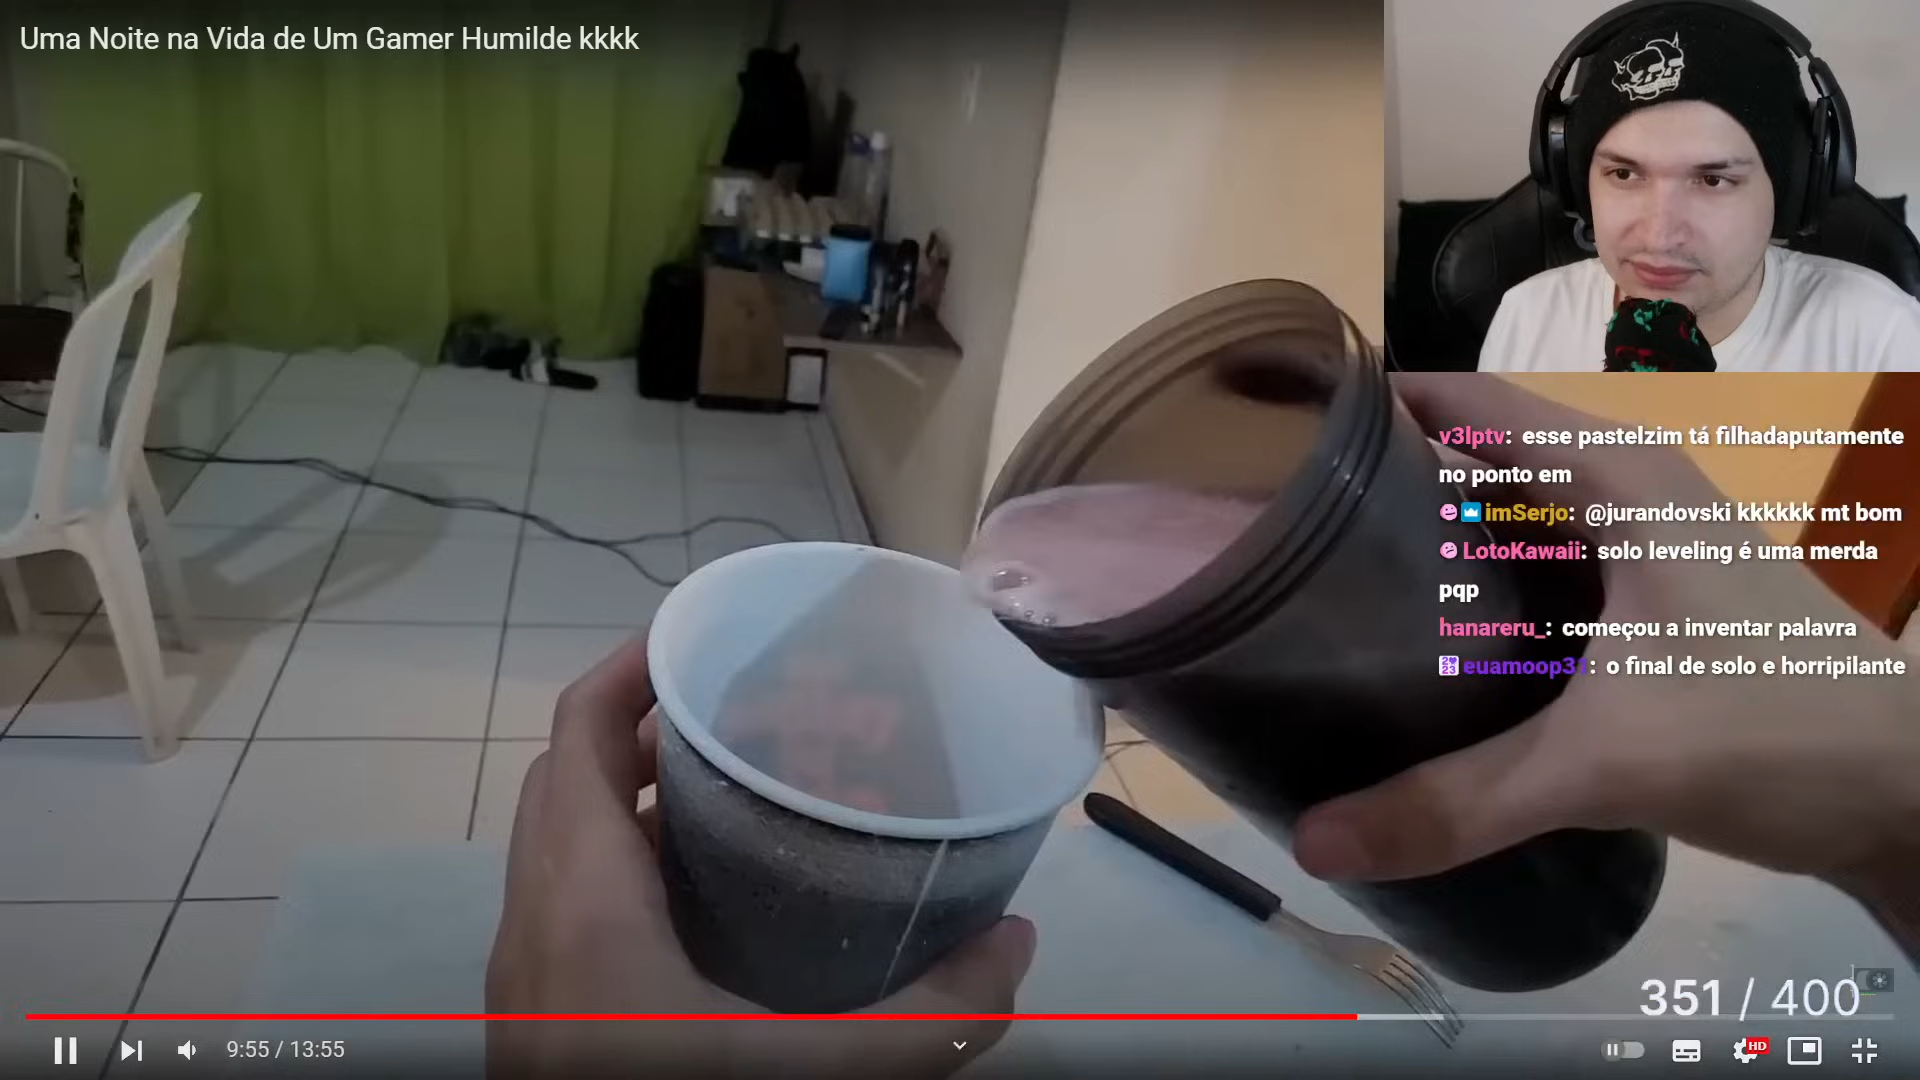 Uma Noite na Vida de Um Gamer Humilde kkkk
v3lptv: esse pastelzim tá filhadaputamente
no ponto em
imSerjo: @jurandovski kkkkkk mt bom
LotoKawaii: solo leveling é uma merda
pqp
hanareru_: começou a inventar palavra
euamoop31: o final de solo e horripilante
351 / 400
9:55 / 13:55
HD